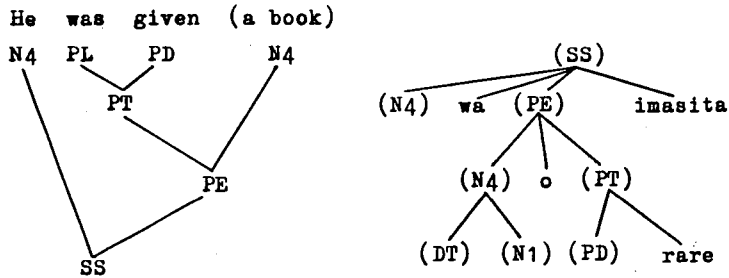 He was given (a book)
N4 PL PD N4
PT
PE
SS
(SS)
(N4) wa (PE) imasita
(N4) o (PT)
(DT) (N1) (PD) rare